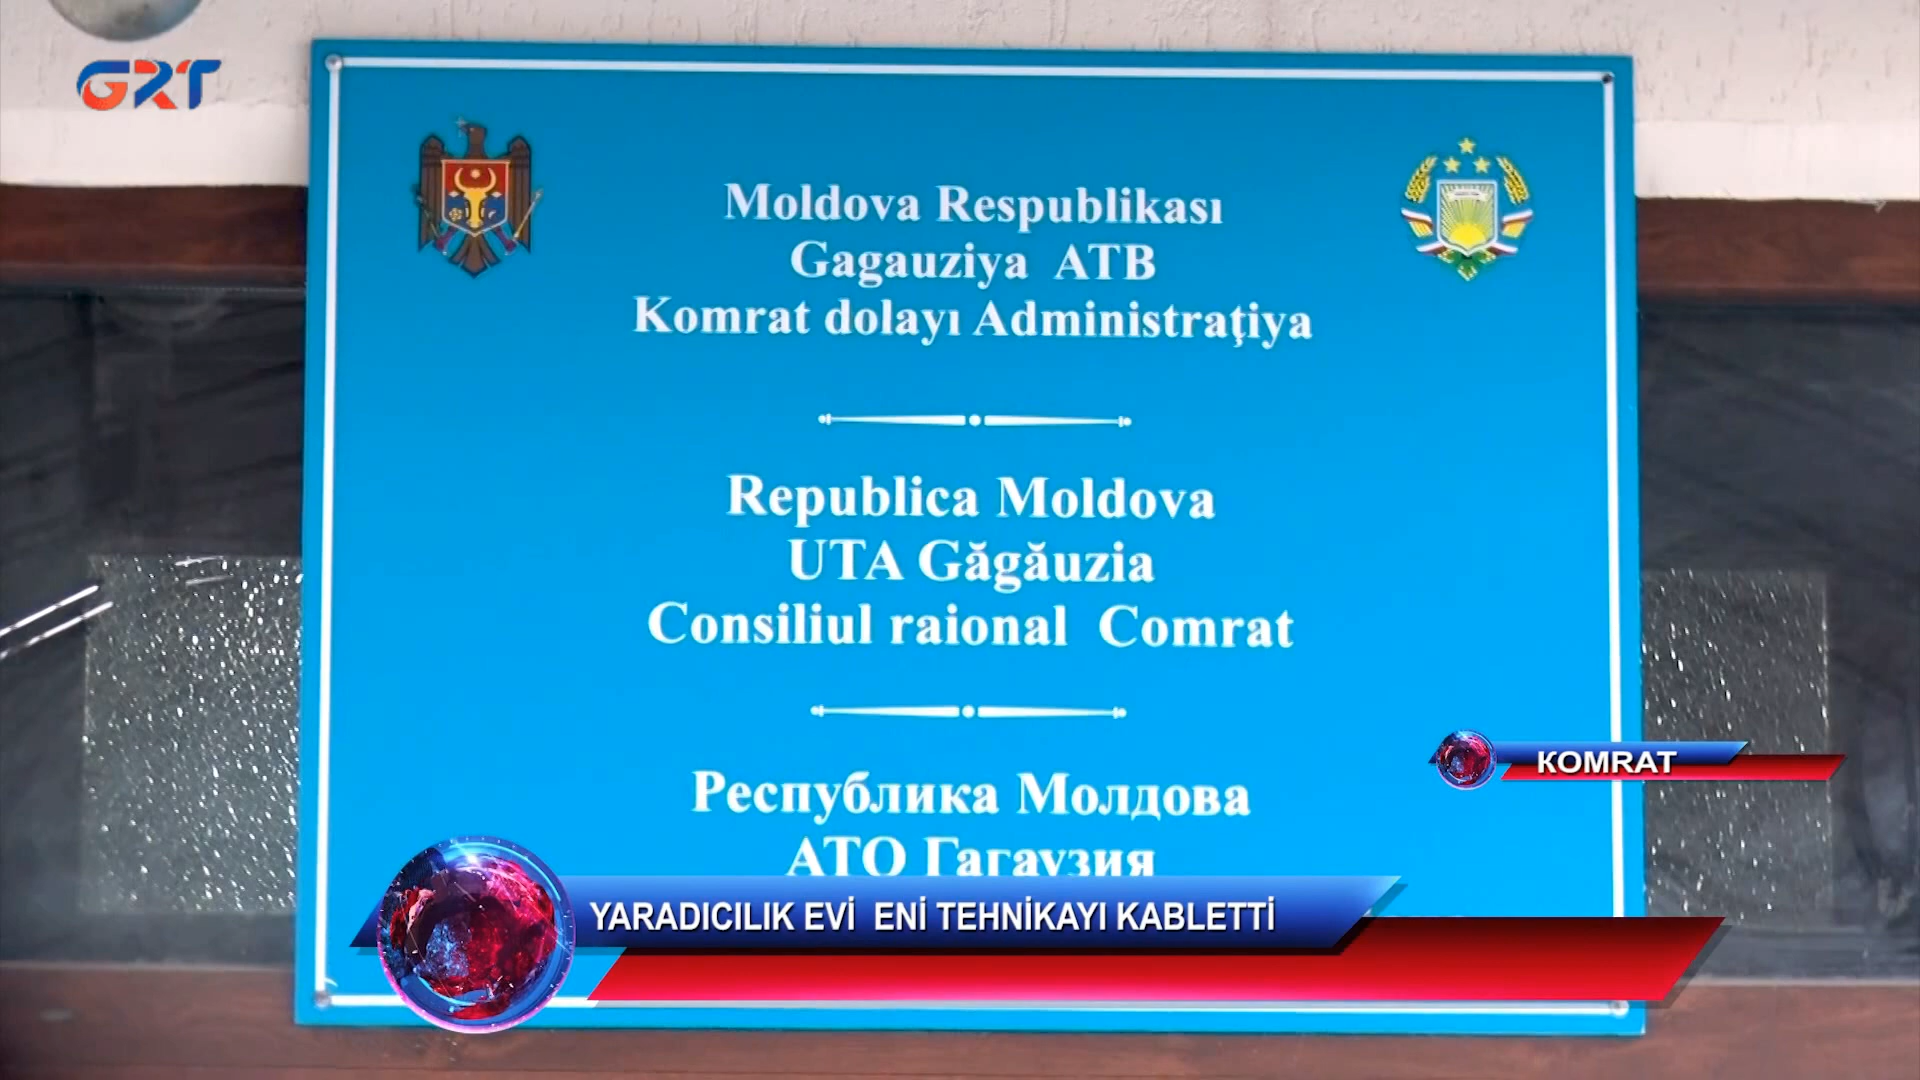 GRT
Moldova Respublikası
Gagauziya ATB
Komrat dolayı Administraţiya
Republica Moldova
UTA Găgăuzia
Consiliul raional Comrat
Республика Молдова
АТО Гагаузия
KOMRAT
YARADICILIK EVİ ENİ TEHNİKAYI KABLETTİ